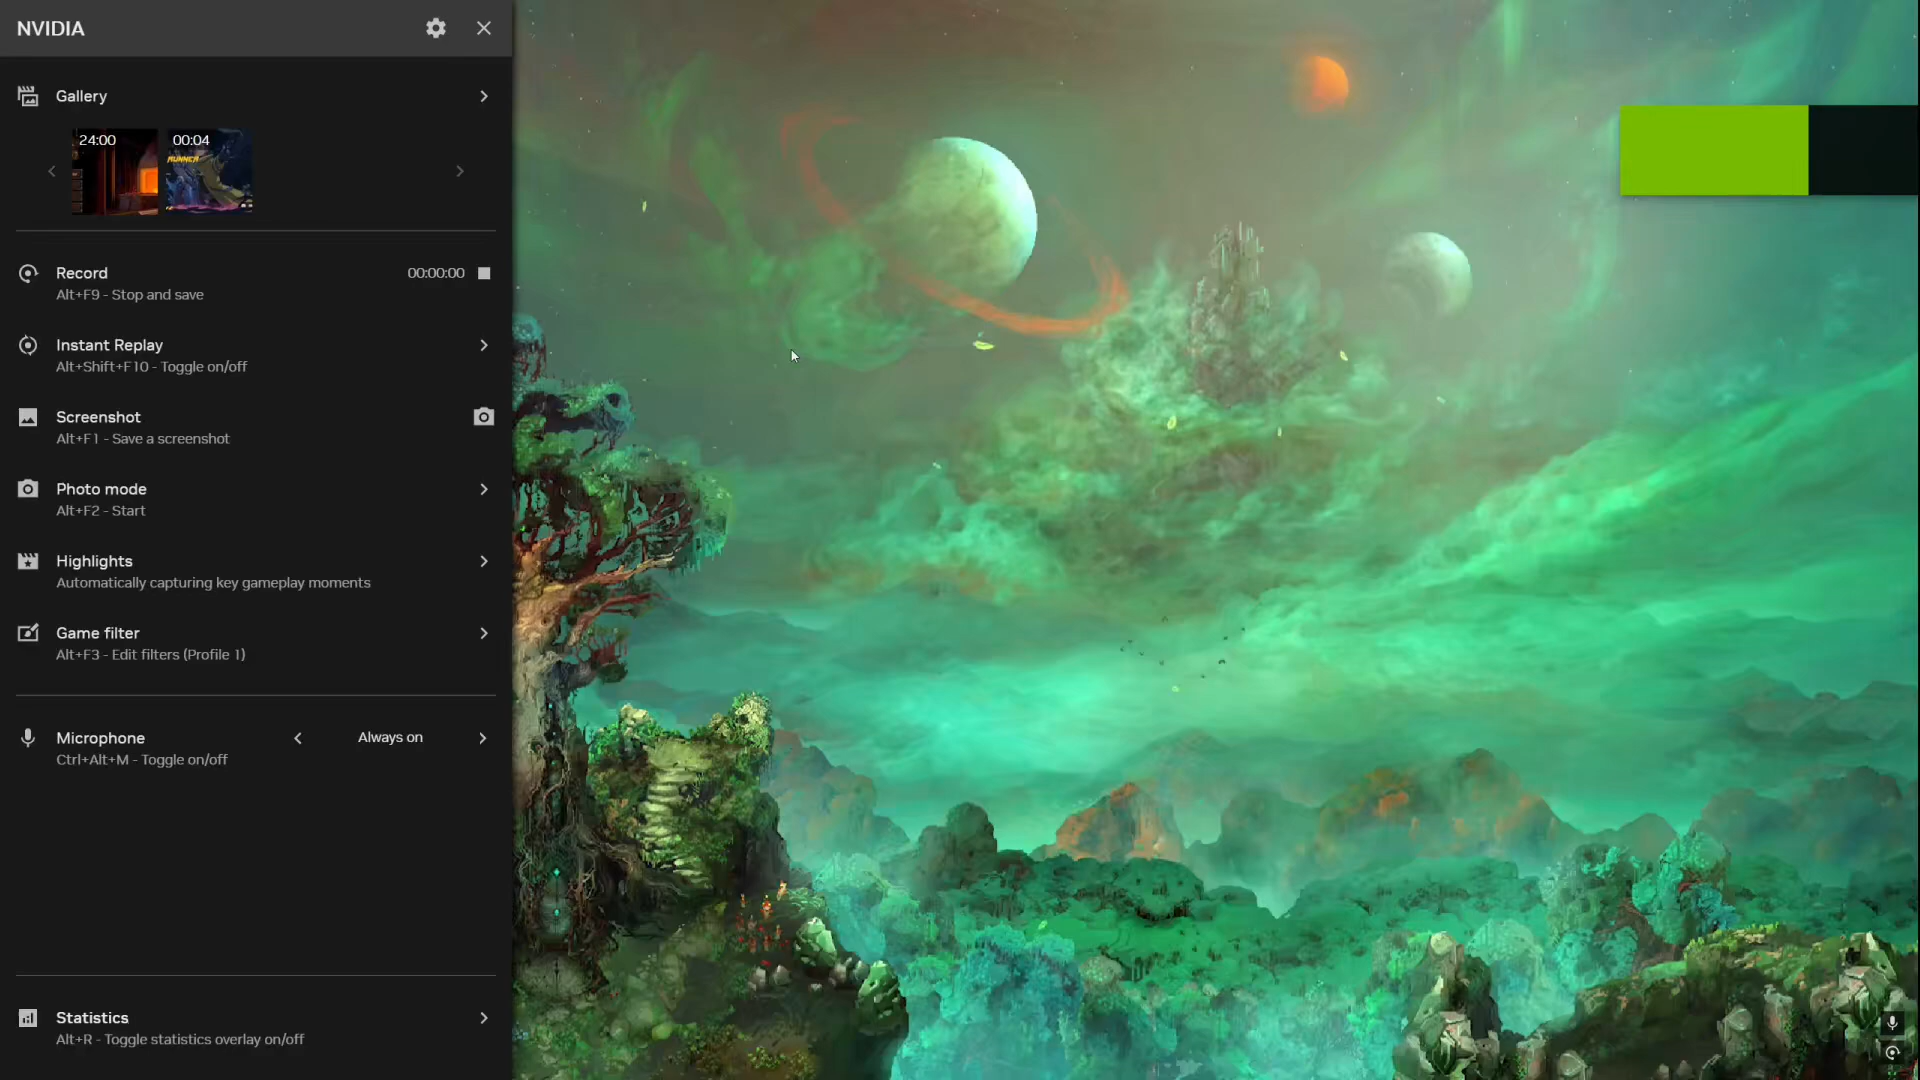 NVIDIA
Gallery
24:00
00:04
RUNNER
Record
00:00:00
Alt+F9 - Stop and save
Instant Replay
Alt+Shift+F10 - Toggle on/off
Screenshot
Alt+F1 - Save a screenshot
Photo mode
Alt+F2 - Start
Highlights
Automatically capturing key gameplay moments
Game filter
Alt+F3 - Edit filters (Profile 1)
Microphone
Always on
Ctrl+Alt+M - Toggle on/off
Statistics
Alt+R - Toggle statistics overlay on/off